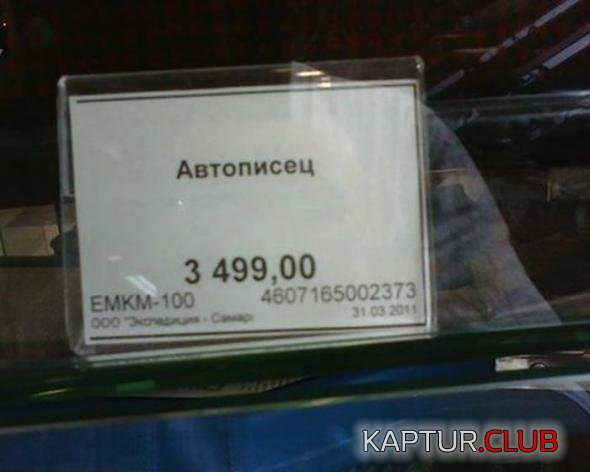 Автописец
3 499,00
EMKM-100 4607165002373
ООО "Экспедиция - Самар 31.03.2011
KAPTUR.CLUB